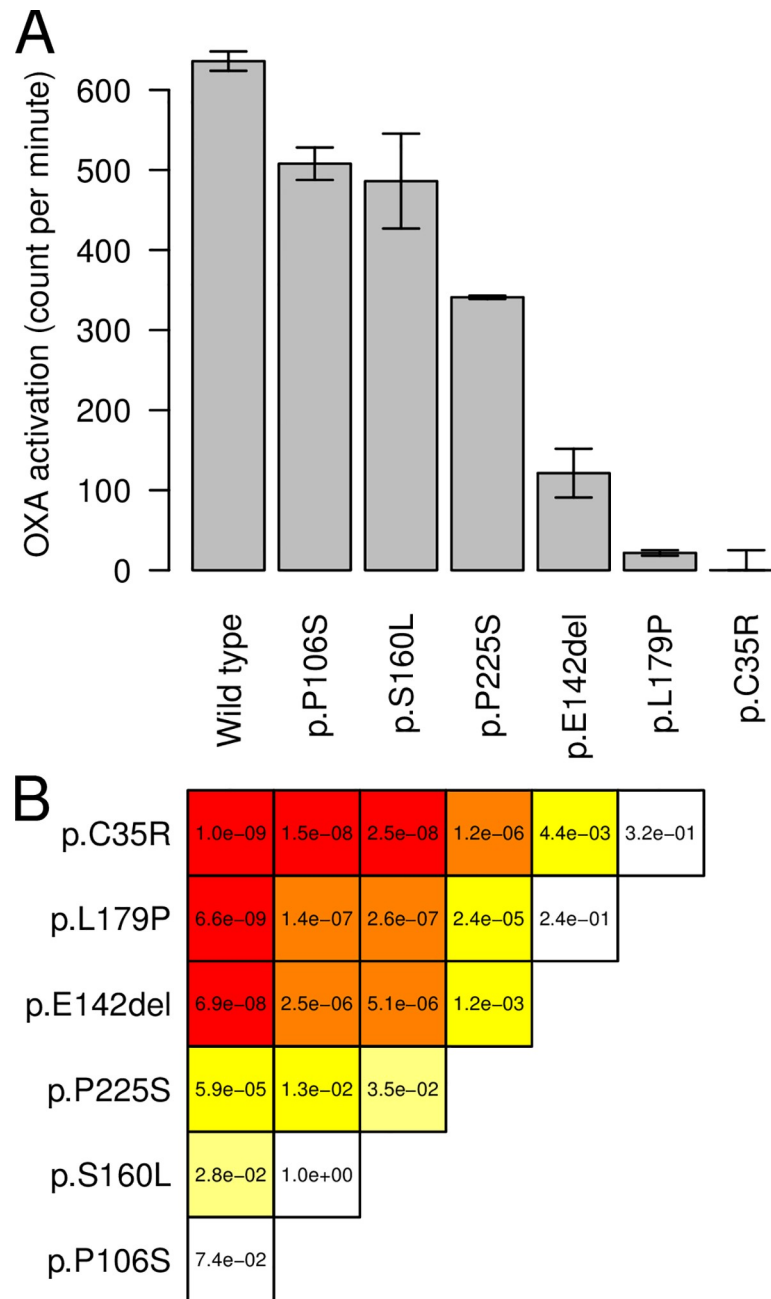 A
OXA activation (count per minute)
600
500
400
300
200
100
0
Wild type
p.P106S
p.S160L
p.P225S
p.E142del
p.L179P
p.C35R
B
p.C35R 1.0e−09 1.5e−08 2.5e−08 1.2e−06 4.4e−03 3.2e−01
p.L179P 6.6e−09 1.4e−07 2.6e−07 2.4e−05 2.4e−01
p.E142del 6.9e−08 2.5e−06 5.1e−06 1.2e−03
p.P225S 5.9e−05 1.3e−02 3.5e−02
p.S160L 2.8e−02 1.0e+00
p.P106S 7.4e−02